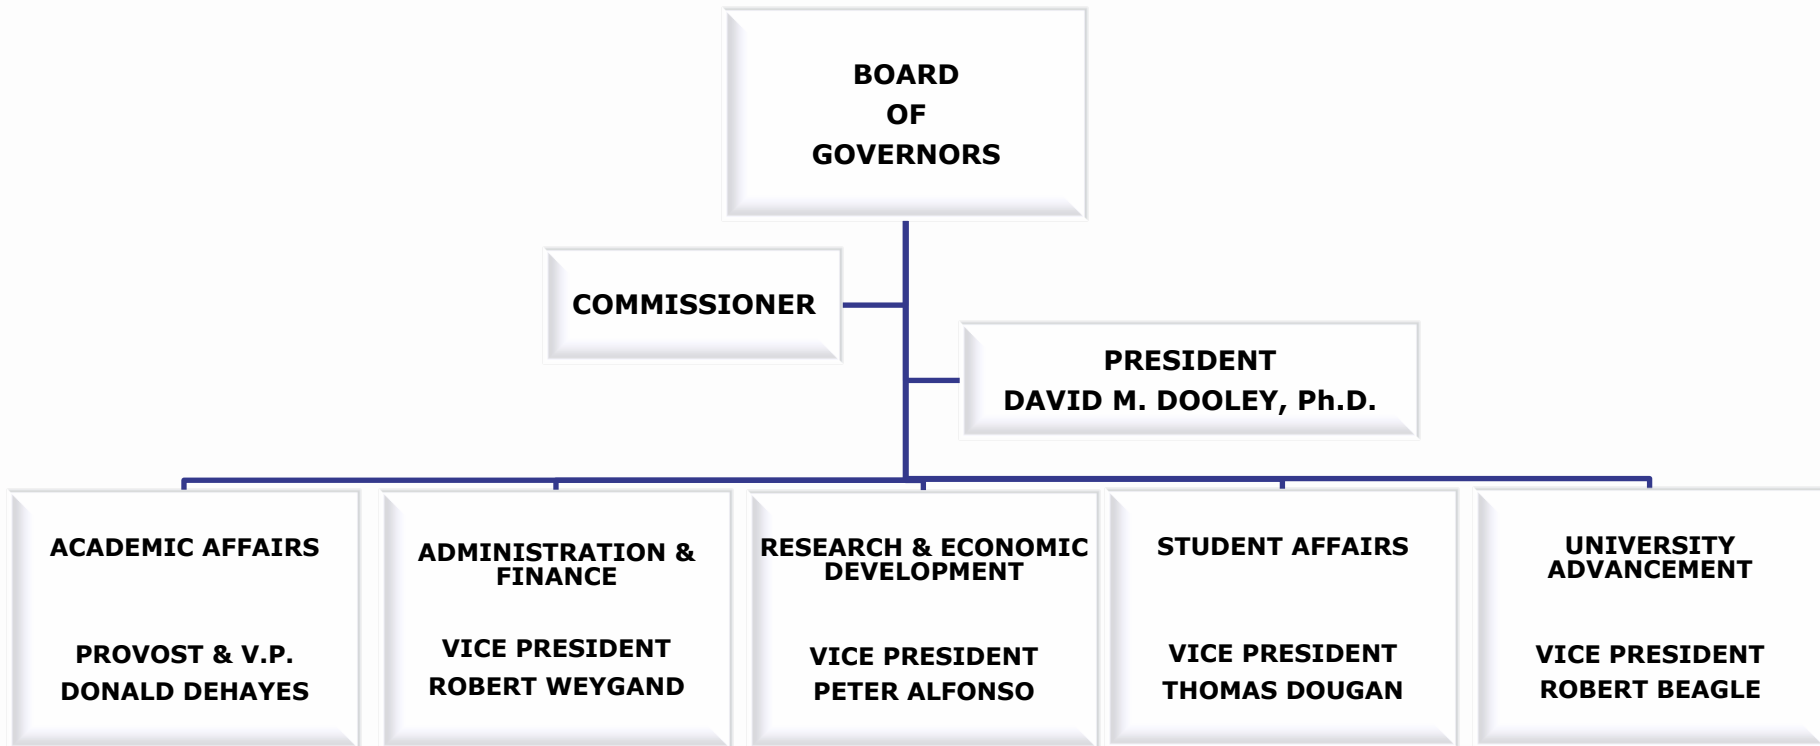 BOARD
OF
GOVERNORS
COMMISSIONER
PRESIDENT
DAVID M. DOOLEY, Ph.D.
ACADEMIC AFFAIRS
PROVOST & V.P.
DONALD DEHAYES
ADMINISTRATION &
FINANCE
VICE PRESIDENT
ROBERT WEYGAND
RESEARCH & ECONOMIC
DEVELOPMENT
VICE PRESIDENT
PETER ALFONSO
STUDENT AFFAIRS
VICE PRESIDENT
THOMAS DOUGAN
UNIVERSITY
ADVANCEMENT
VICE PRESIDENT
ROBERT BEAGLE